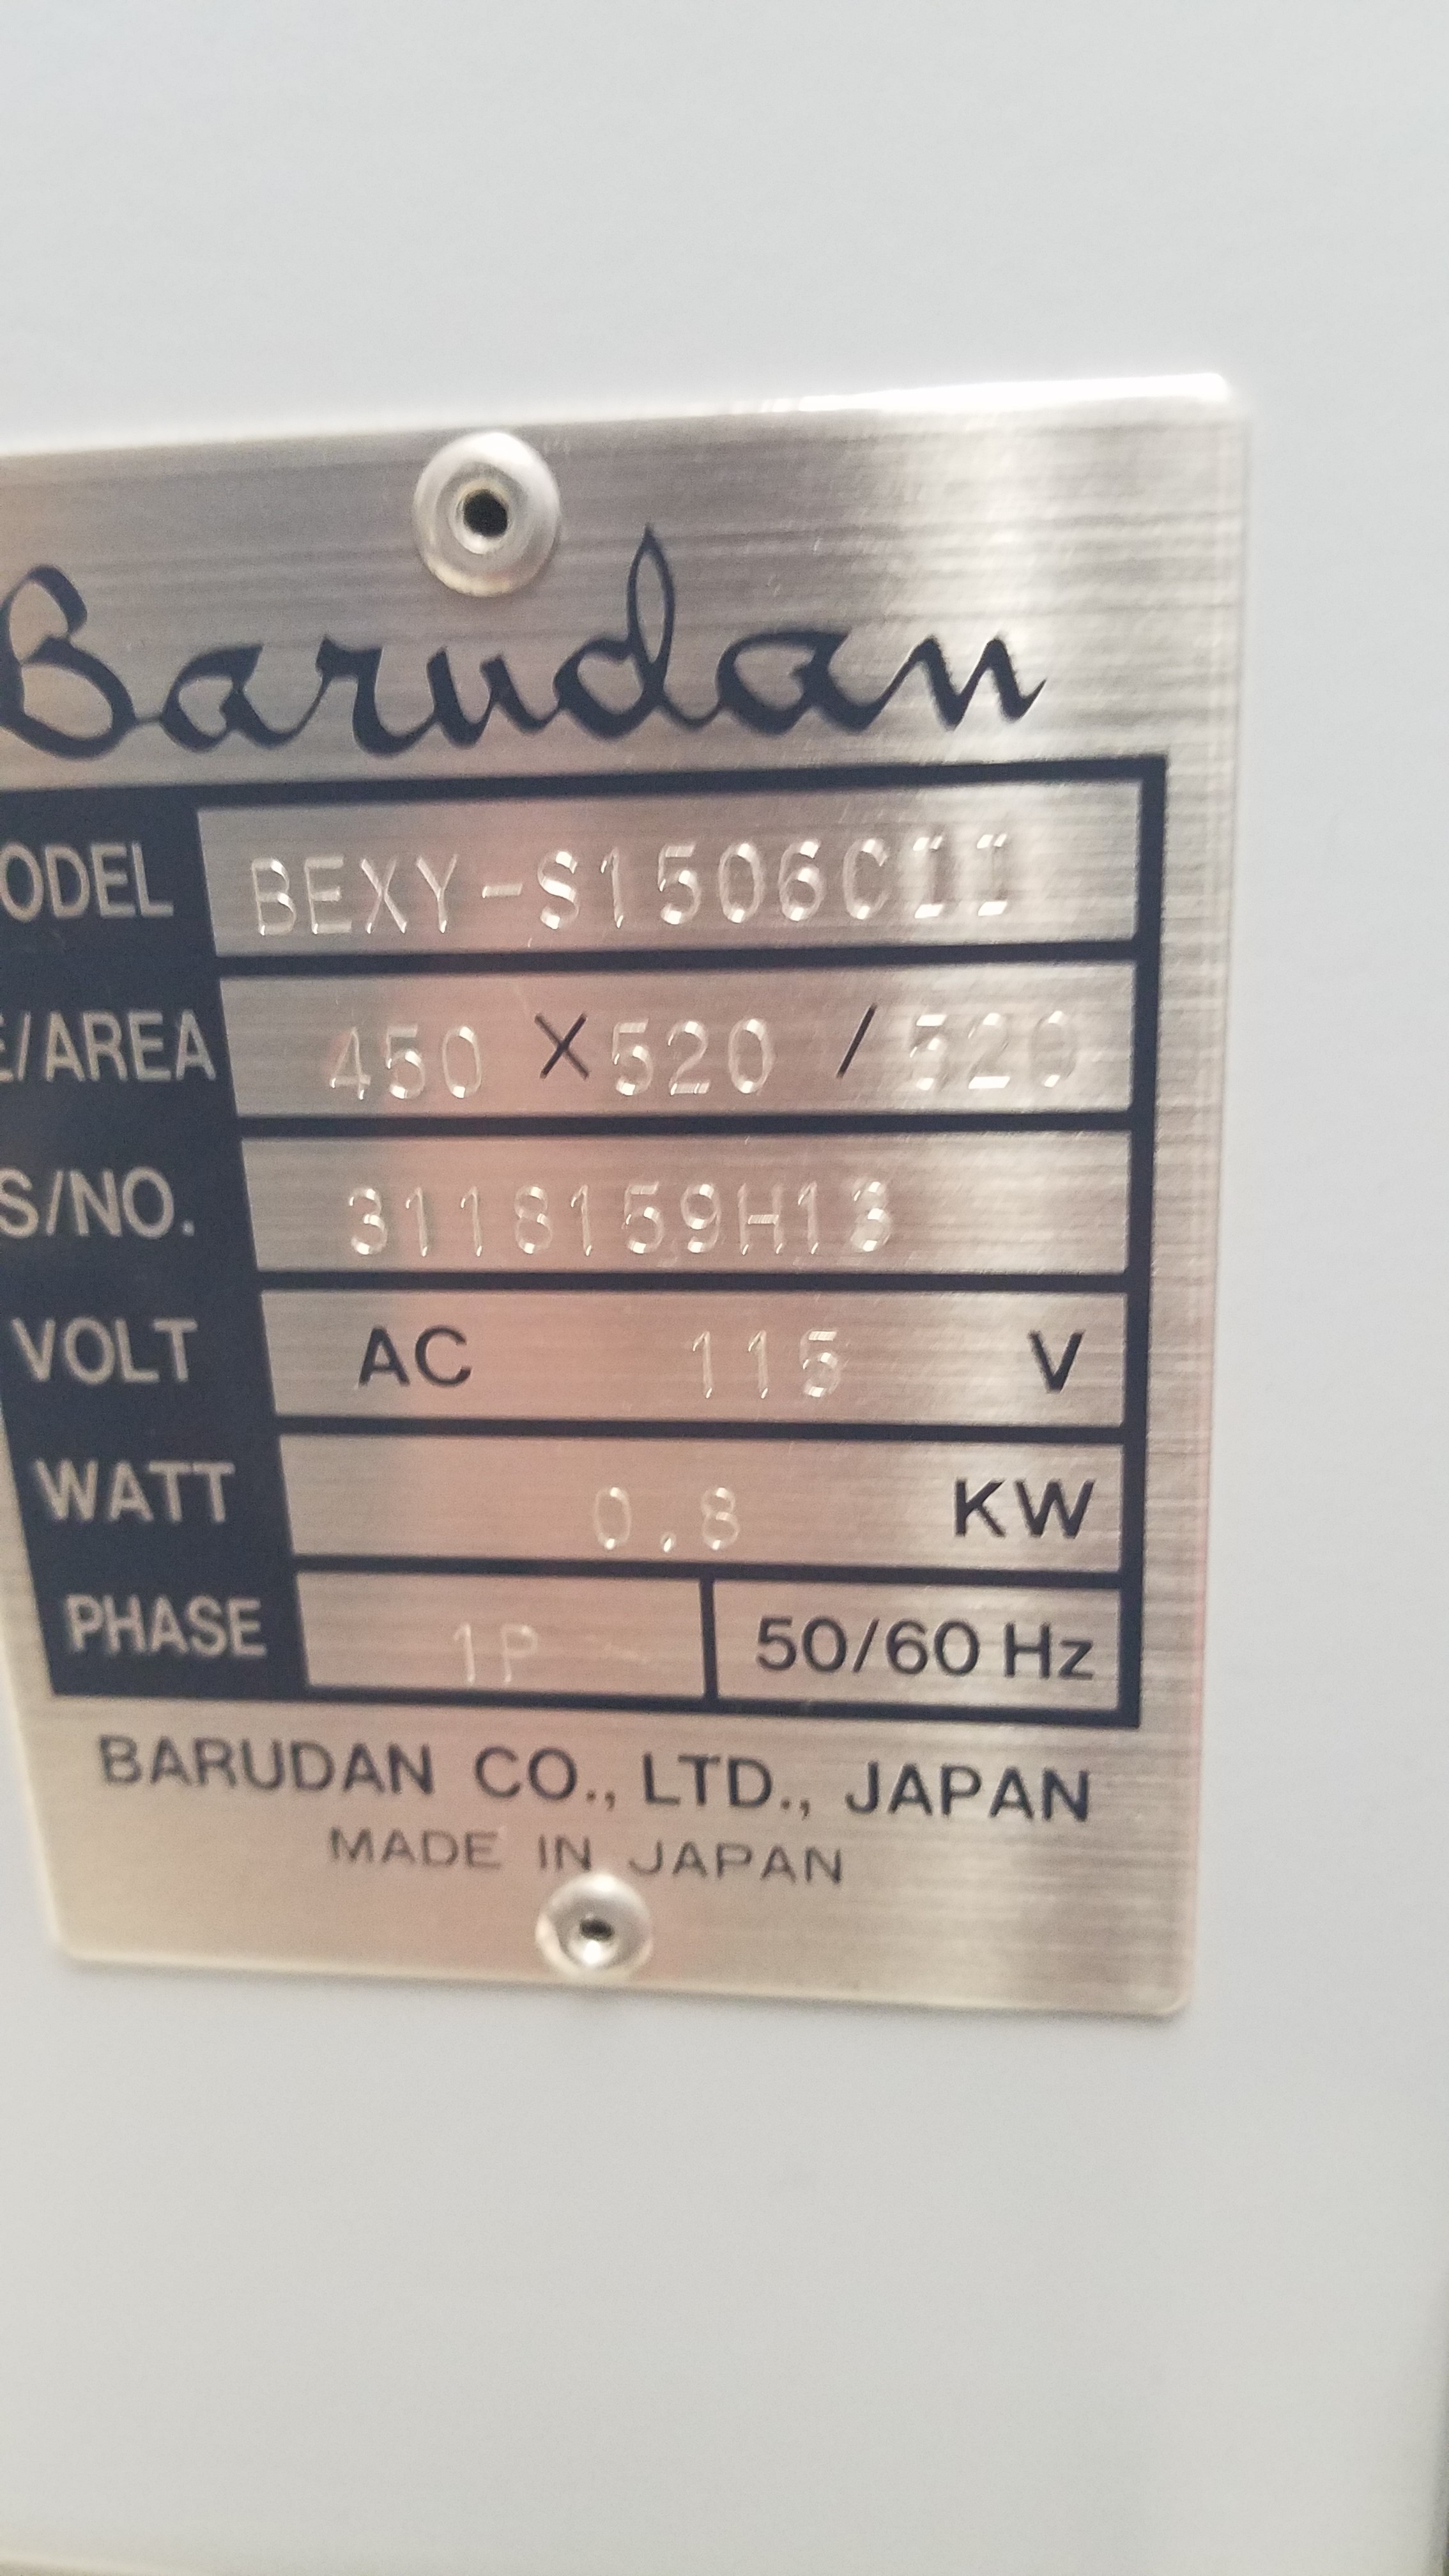 Barudan
ODEL BEXY-S1506CII
E/AREA 450 X 520 / 520
S/NO. 3118159H13
VOLT AC 115 V
WATT 0.8 KW
PHASE 1P 50/60 Hz
BARUDAN CO., LTD., JAPAN
MADE IN JAPAN